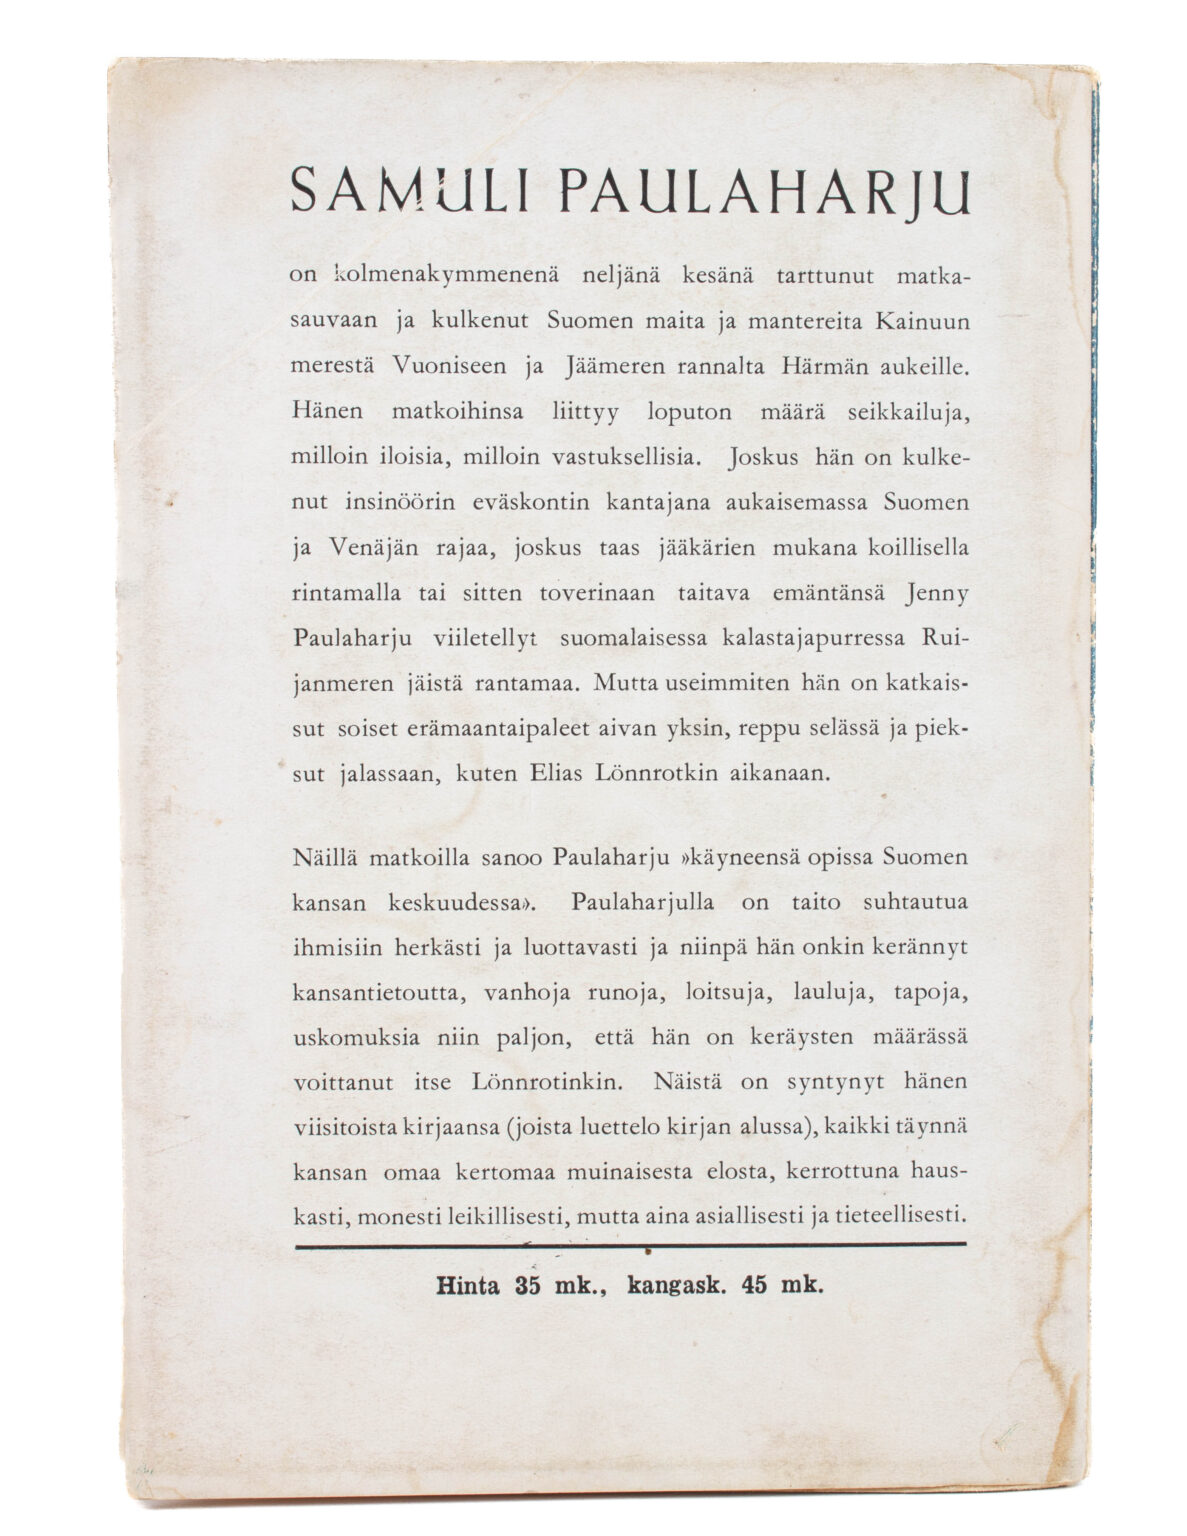 SAMULI PAULAHARJU
on kolmenakymmenenä neljänä kesänä tarttunut matka-
sauvaan ja kulkenut Suomen maita ja mantereita Kainuun
merestä Vuoniseen ja Jäämeren rannalta Härmän aukeille.
Hänen matkoihinsa liittyy loputon määrä seikkailuja,
milloin iloisia, milloin vastuksellisia. Joskus hän on kulke-
nut insinöörin eväskontin kantajana aukaisemassa Suomen
ja Venäjän rajaa, joskus taas jääkärien mukana koillisella
rintamalla tai sitten toverinaan taitava emäntänsä Jenny
Paulaharju viiletellyt suomalaisessa kalastajapurressa Rui-
janmeren jäistä rantamaa. Mutta useimmiten hän on katkais-
sut soiset erämaantaipaleet aivan yksin, reppu selässä ja piek-
sut jalassaan, kuten Elias Lönnrotkin aikanaan.
Näillä matkoilla sanoo Paulaharju »käyneensä opissa Suomen
kansan keskuudessa». Paulaharjulla on taito suhtautua
ihmisiin herkästi ja luottavasti ja niinpä hän onkin kerännyt
kansantietoutta, vanhoja runoja, loitsuja, lauluja, tapoja,
uskomuksia niin paljon, että hän on keräysten määrässä
voittanut itse Lönnrotinkin. Näistä on syntynyt hänen
viisitoista kirjaansa (joista luettelo kirjan alussa), kaikki täynnä
kansan omaa kertomaa muinaisesta elosta, kerrottuna haus-
kasti, monesti leikillisesti, mutta aina asiallisesti ja tieteellisesti.
Hinta 35 mk., kangask. 45 mk.